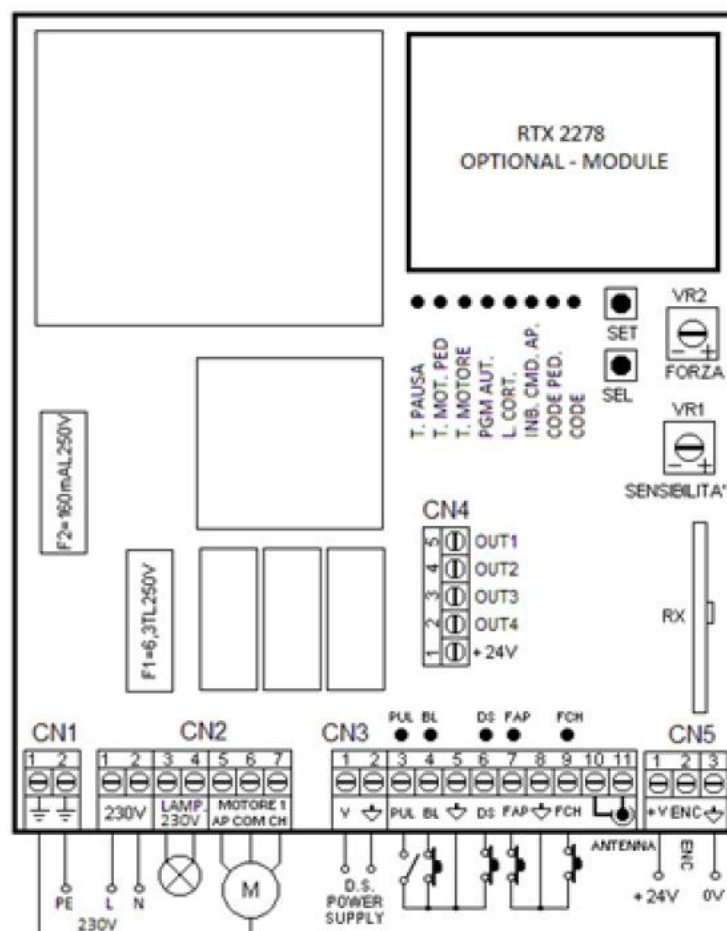 RTX 2278
OPTIONAL - MODULE
SET
SEL
VR2
- +
FORZA
VR1
- +
SENSIBILITA'
T. PAUSA
T. MOT. PED
T. MOTORE
PGM AUT.
L. CORT.
INB. CMD. AP.
CODE PED.
CODE
F2=160mAL250V
F1=6,3TL250V
CN4
5 OUT1
4 OUT2
3 OUT3
2 OUT4
1 +24V
RX
CN1
1 2
CN2
1 2 3 4 5 6 7
230V
LAMP.
230V
MOTORE 1
AP COM CH
CN3
PUL BL DS FAP FCH
1 2 3 4 5 6 7 8 9 10 11
V PUL BL DS FAP FCH
ANTENNA
CN5
1 2 3
+V ENC
PE
L N
230V
M
D.S.
POWER
SUPPLY
ENC
+24V 0V